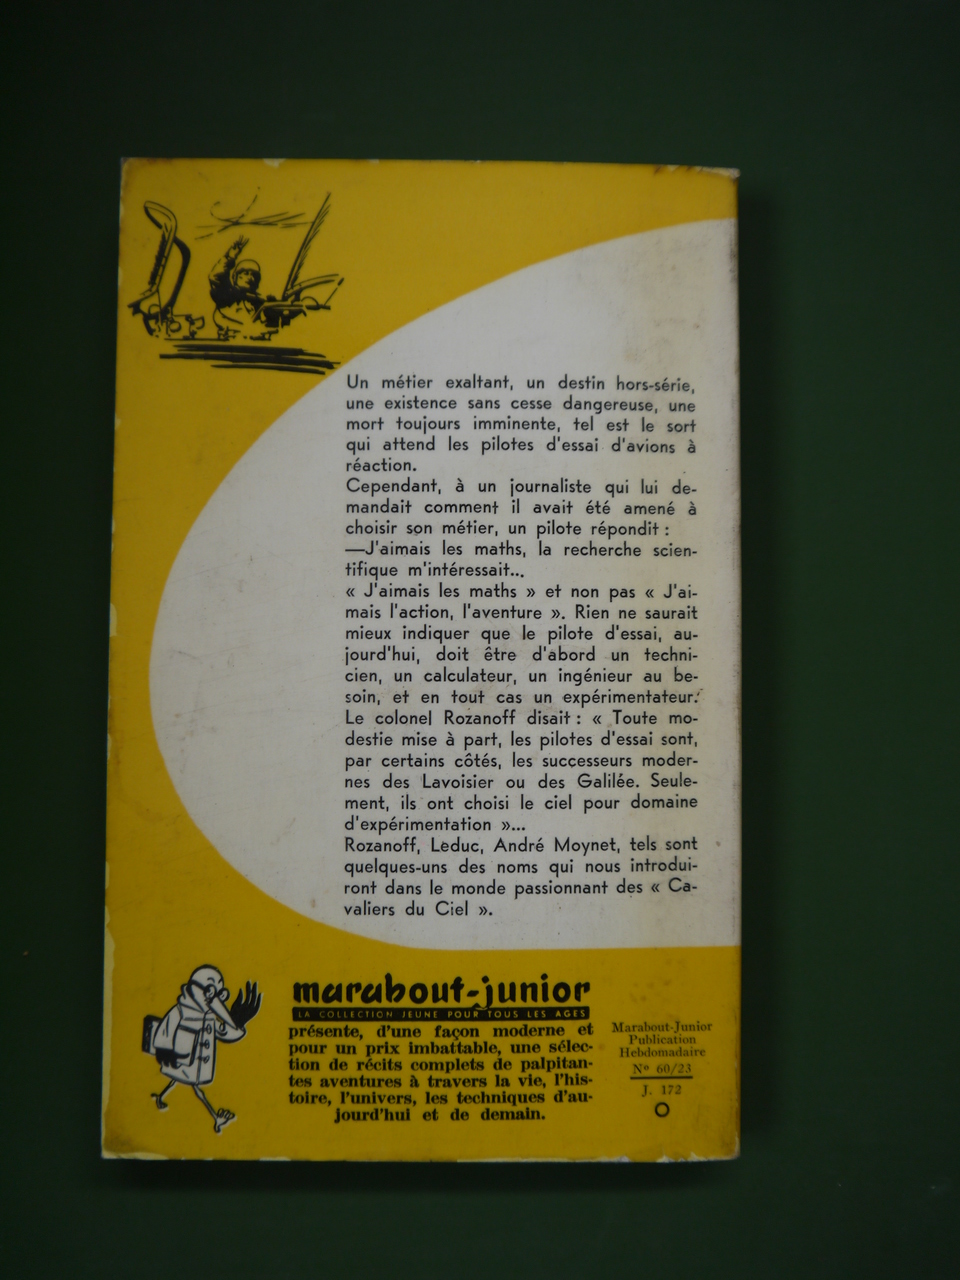 Un métier exaltant, un destin hors-série,
une existence sans cesse dangereuse, une
mort toujours imminente, tel est le sort
qui attend les pilotes d'essai d'avions à
réaction.
Cependant, à un journaliste qui lui de-
mandait comment il avait été amené à
choisir son métier, un pilote répondit :
—J'aimais les maths, la recherche scien-
tifique m'intéressait...
« J'aimais les maths » et non pas « J'ai-
mais l'action, l'aventure ». Rien ne saurait
mieux indiquer que le pilote d'essai, au-
jourd'hui, doit être d'abord un techni-
cien, un calculateur, un ingénieur au be-
soin, et en tout cas un expérimentateur.
Le colonel Rozanoff disait : « Toute mo-
destie mise à part, les pilotes d'essai sont,
par certains côtés, les successeurs moder-
nes des Lavoisier ou des Galilée. Seule-
ment, ils ont choisi le ciel pour domaine
d'expérimentation »...
Rozanoff, Leduc, André Moynet, tels sont
quelques-uns des noms qui nous introdui-
ront dans le monde passionnant des « Ca-
valiers du Ciel ».
marabout-junior
LA COLLECTION JEUNE POUR TOUS LES AGES
présente, d'une façon moderne et
pour un prix imbattable, une sélec-
tion de récits complets de palpitan-
tes aventures à travers la vie, l'his-
toire, l'univers, les techniques d'au-
jourd'hui et de demain.
Marabout-Junior
Publication
Hebdomadaire
Nº 60/23
J. 172
O